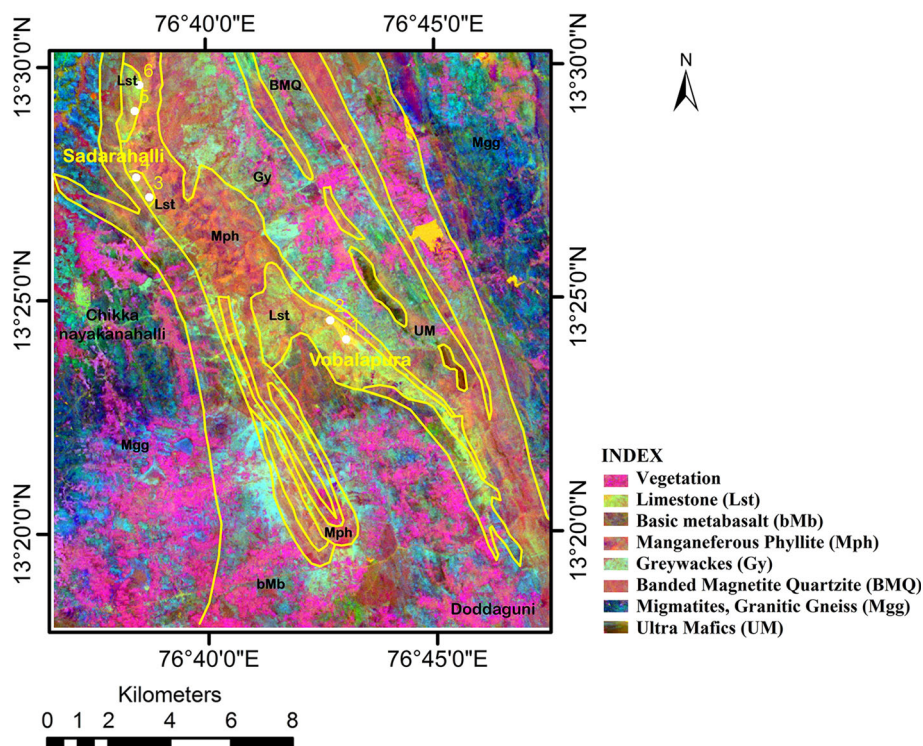 76°40'0"E 76°45'0"E
N
13°30'0"N
13°30'0"N
Lst
6
5
BMQ
Mgg
Sadarahalli
4
3
Lst
Gy
Mph
13°25'0"N
13°25'0"N
Chikka
nayakanahalli
Lst
2
1
UM
Vobalapura
Mgg
INDEX
Vegetation
Limestone (Lst)
Basic metabasalt (bMb)
Manganeferous Phyllite (Mph)
Greywackes (Gy)
Banded Magnetite Quartzite (BMQ)
Migmatites, Granitic Gneiss (Mgg)
Ultra Mafics (UM)
13°20'0"N
13°20'0"N
Mph
bMb
Doddaguni
76°40'0"E 76°45'0"E
Kilometers
0 1 2 4 6 8